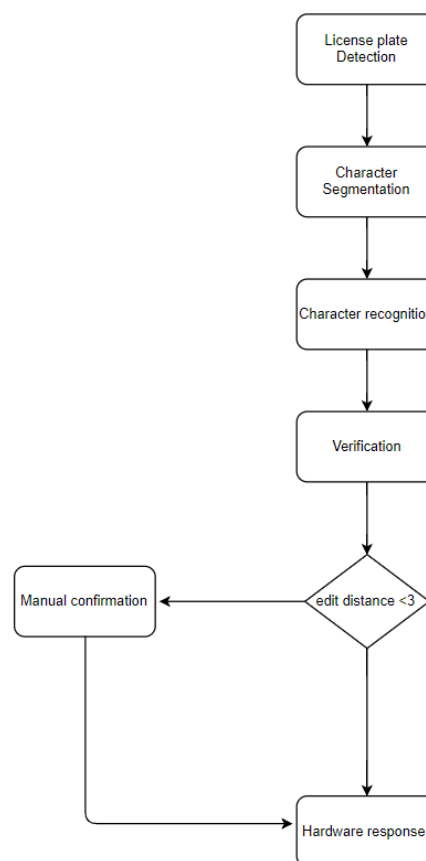 License plate
Detection
Character
Segmentation
Character recognitio
Verification
edit distance <3
Manual confirmation
Hardware response